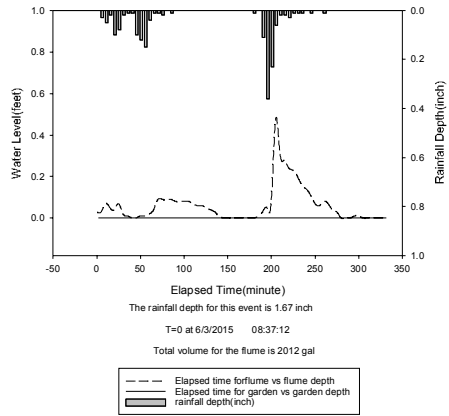 1.0
0.8
0.6
0.4
0.2
0.0
Water Level(feet)
0.0
0.2
0.4
0.6
0.8
1.0
Rainfall Depth(inch)
-50
0
50
100
150
200
250
300
350
Elapsed Time(minute)
The rainfall depth for this event is 1.67 inch
T=0 at 6/3/2015 08:37:12
Total volume for the flume is 2012 gal
Elapsed time forflume vs flume depth
Elapsed time for garden vs garden depth
rainfall depth(inch)